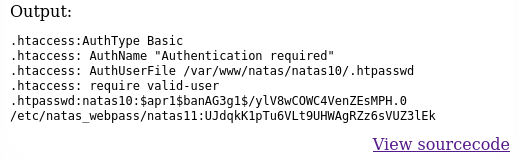 Output:
.htaccess:AuthType Basic
.htaccess: AuthName "Authentication required"
.htaccess: AuthUserFile /var/www/natas/natas10/.htpasswd
.htaccess: require valid-user
.htpasswd:natas10:$apr1$banAG3g1$/ylV8wCOWC4VenZEsMPH.0
/etc/natas_webpass/natas11:UJdqkK1pTu6VLt9UHWAgRZz6sVUZ3lEk
View sourcecode